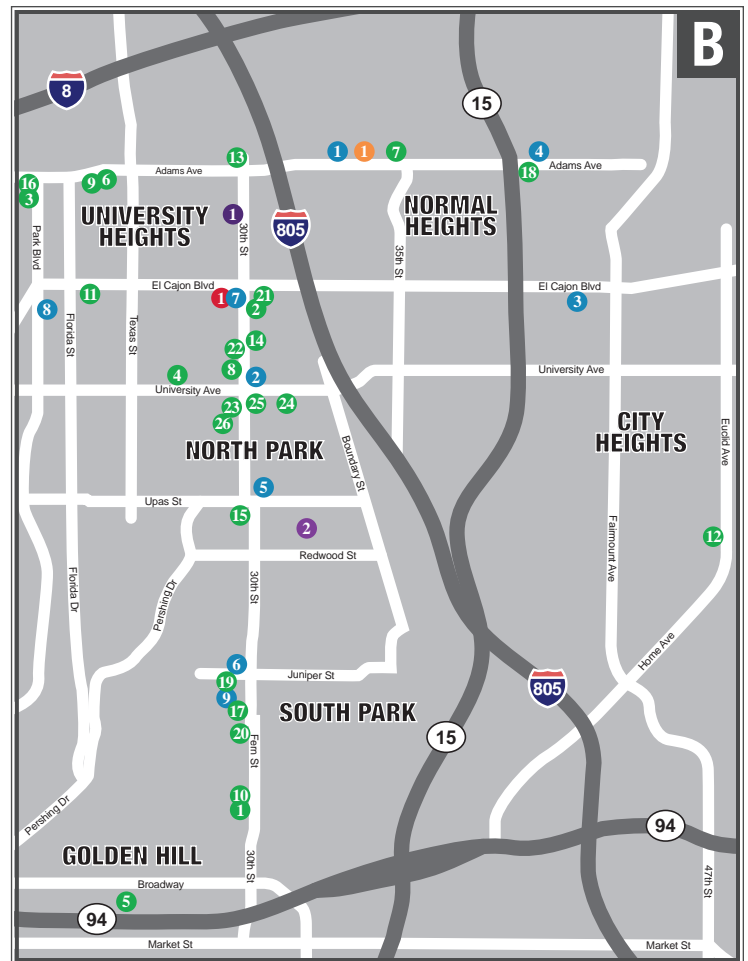 B
8
15
13
1
1
7
4
Adams Ave
Adams Ave
18
16
9
6
3
UNIVERSITY
HEIGHTS
1
805
NORMAL
HEIGHTS
Park Blvd
30th St
35th St
El Cajon Blvd
El Cajon Blvd
11
1
7
21
2
3
8
Florida St
Texas St
14
22
8
4
2
University Ave
University Ave
23
25
24
26
NORTH PARK
CITY
HEIGHTS
Boundary St
Euclid Ave
5
Upas St
15
2
12
Redwood St
Florida Dr
Pershing Dr
30th St
Fairmount Ave
6
Juniper St
Home Ave
19
9
17
SOUTH PARK
805
20
Fern St
15
10
1
Pershing Dr
94
GOLDEN HILL
30th St
47th St
Broadway
5
94
Market St
Market St